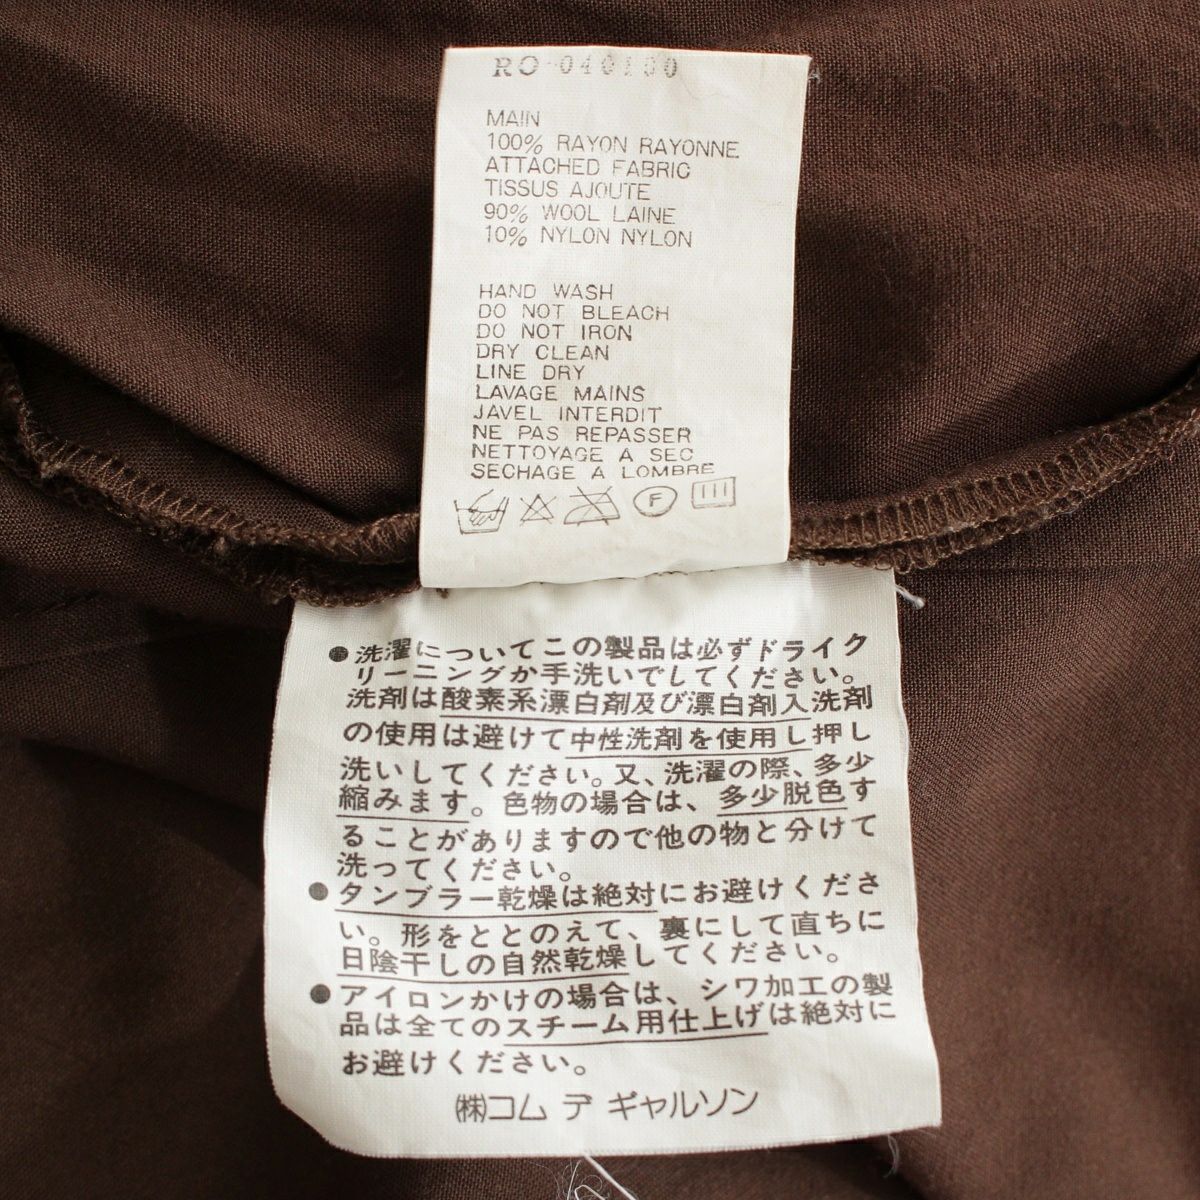 RO-040130
MAIN
100% RAYON RAYONNE
ATTACHED FABRIC
TISSUS AJOUTE
90% WOOL LAINE
10% NYLON NYLON
HAND WASH
DO NOT BLEACH
DO NOT IRON
DRY CLEAN
LINE DRY
LAVAGE MAINS
JAVEL INTERDIT
NE PAS REPASSER
NETTOYAGE A SEC
SECHAGE A LOMBRE
F
●洗濯についてこの製品は必ずドライク
リーニングか手洗いでしてください。
洗剤は酸素系漂白剤及び漂白剤入洗剤
の使用は避けて中性洗剤を使用し押し
洗いしてください。又、洗濯の際、多少
縮みます。色物の場合は、多少脱色す
ることがありますので他の物と分けて
洗ってください。
●タンブラー乾燥は絶対にお避けくださ
い。形をととのえて、裏にして直ちに
日陰干しの自然乾燥してください。
●アイロンかけの場合は、シワ加工の製
品は全てのスチーム用仕上げは絶対に
お避けください。
㈱コム デ ギャルソン